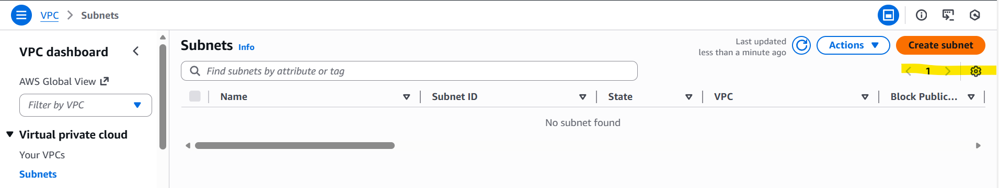 VPC > Subnets
VPC dashboard
AWS Global View
Filter by VPC
Virtual private cloud
Your VPCs
Subnets
Subnets Info
Last updated
less than a minute ago
Actions
Create subnet
Find subnets by attribute or tag
1
Name Subnet ID State VPC Block Public...
No subnet found